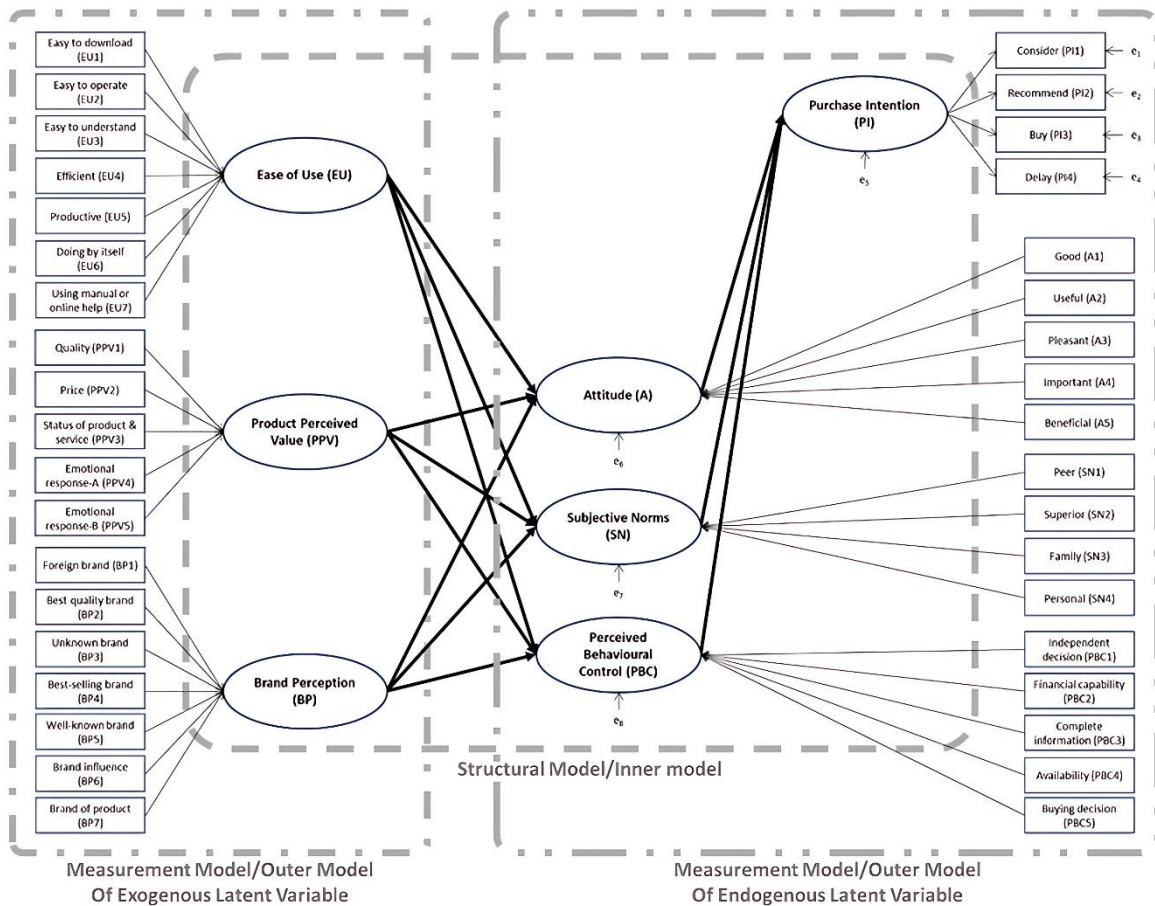 Easy to download
(EU1)
Easy to operate
(EU2)
Easy to understand
(EU3)
Efficient (EU4)
Productive (EU5)
Doing by itself
(EU6)
Using manual or
online help (EU7)
Quality (PPV1)
Price (PPV2)
Status of product &
service (PPV3)
Emotional
response-A (PPV4)
Emotional
response-B (PPV5)
Foreign brand (BP1)
Best quality brand
(BP2)
Unknown brand
(BP3)
Best-selling brand
(BP4)
Well-known brand
(BP5)
Brand influence
(BP6)
Brand of product
(BP7)
Ease of Use (EU)
Product Perceived
Value (PPV)
Brand Perception
(BP)
Purchase Intention
(PI)
e5
Attitude (A)
e6
Subjective Norms
(SN)
e7
Perceived
Behavioural
Control (PBC)
e8
Consider (PI1)
e1
Recommend (PI2)
e2
Buy (PI3)
e3
Delay (PI4)
e4
Good (A1)
Useful (A2)
Pleasant (A3)
Important (A4)
Beneficial (A5)
Peer (SN1)
Superior (SN2)
Family (SN3)
Personal (SN4)
Independent
decision (PBC1)
Financial capability
(PBC2)
Complete
information (PBC3)
Availability (PBC4)
Buying decision
(PBC5)
Structural Model/Inner model
Measurement Model/Outer Model
Of Exogenous Latent Variable
Measurement Model/Outer Model
Of Endogenous Latent Variable